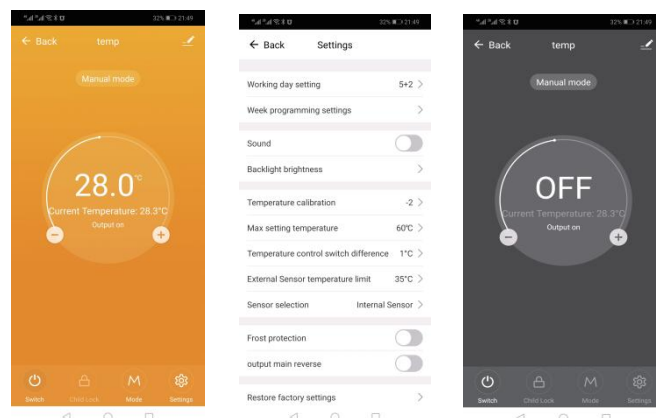 32% 21:49
← Back temp
Manual mode
28.0°C
Current Temperature: 28.3°C
Output on
− +
Switch Child Lock Mode Settings
32% 21:49
← Back Settings
Working day setting 5+2 >
Week programming settings >
Sound
Backlight brightness >
Temperature calibration -2 >
Max setting temperature 60℃ >
Temperature control switch difference 1°C >
External Sensor temperature limit 35°C >
Sensor selection Internal Sensor >
Frost protection
output main reverse
Restore factory settings >
32% 21:49
← Back temp
Manual mode
OFF
Current Temperature: 28.3°C
Output on
− +
Switch Child Lock Mode Settings